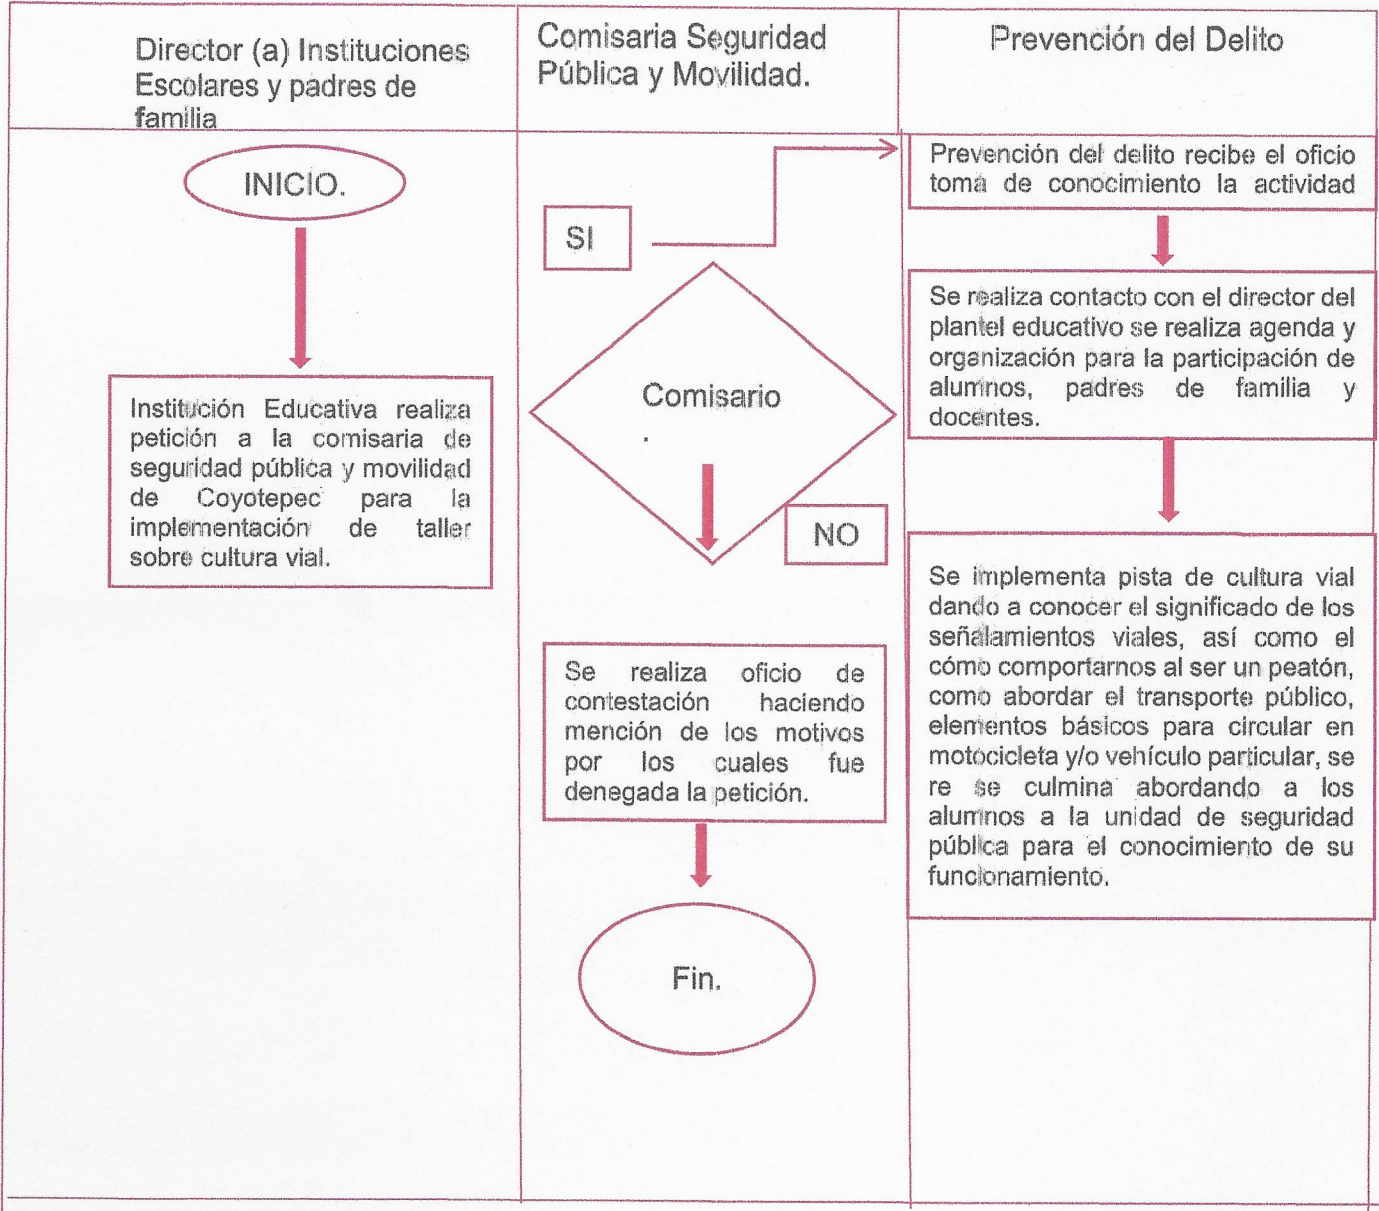 Director (a) Instituciones
Escolares y padres de
familia
Comisaria Seguridad
Pública y Movilidad.
Prevención del Delito
INICIO.
Institución Educativa realiza
petición a la comisaria de
seguridad pública y movilidad
de Coyotepec para la
implementación de taller
sobre cultura vial.
SI
Comisario
.
NO
Se realiza oficio de
contestación haciendo
mención de los motivos
por los cuales fue
denegada la petición.
Fin.
Prevención del delito recibe el oficio
toma de conocimiento la actividad
Se realiza contacto con el director del
plantel educativo se realiza agenda y
organización para la participación de
alumnos, padres de familia y
docentes.
Se implementa pista de cultura vial
dando a conocer el significado de los
señalamientos viales, así como el
cómo comportarnos al ser un peatón,
como abordar el transporte público,
elementos básicos para circular en
motocicleta y/o vehículo particular, se
re se culmina abordando a los
alumnos a la unidad de seguridad
pública para el conocimiento de su
funcionamiento.